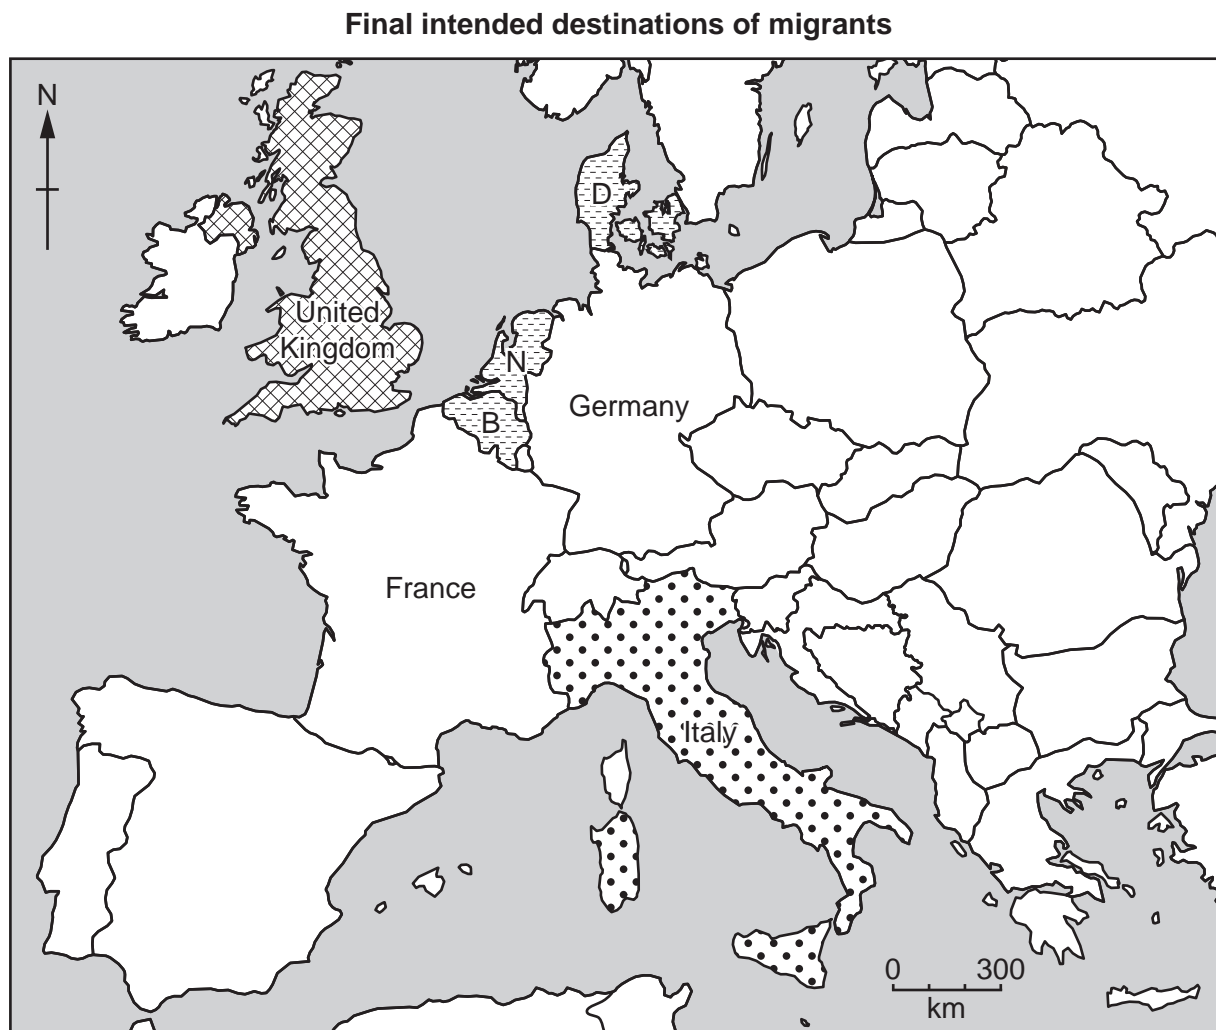 Final intended destinations of migrants
N
D
United
Kingdom
N
Germany
B
France
Italy
0 300
km